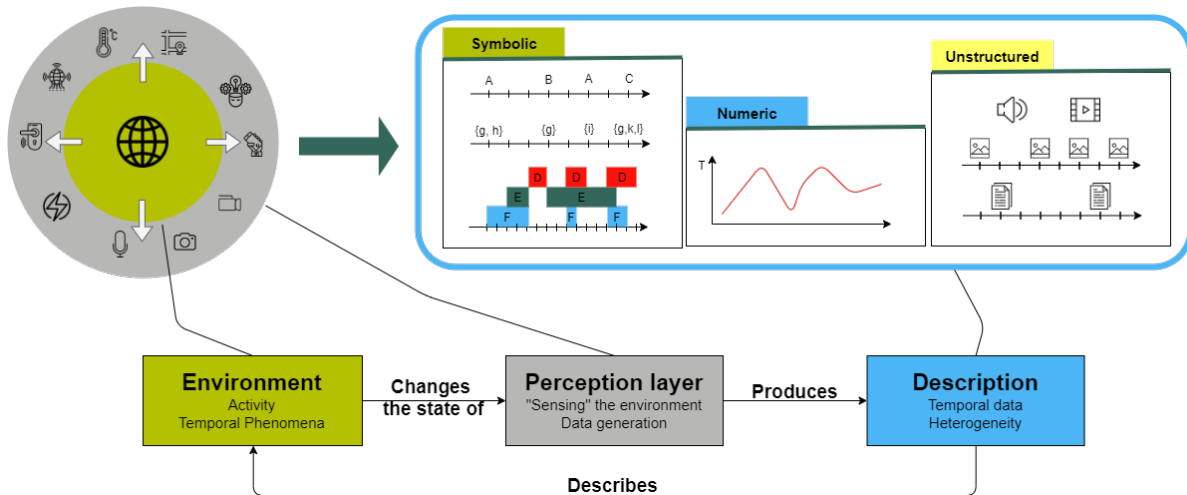 ℃
Symbolic
A B A C
{g, h} {g} {i} {g,k,l}
D D D
E E
F F F
Numeric
T
Unstructured
Environment
Activity
Temporal Phenomena
Changes
the state of
Perception layer
"Sensing" the environment
Data generation
Produces
Description
Temporal data
Heterogeneity
Describes